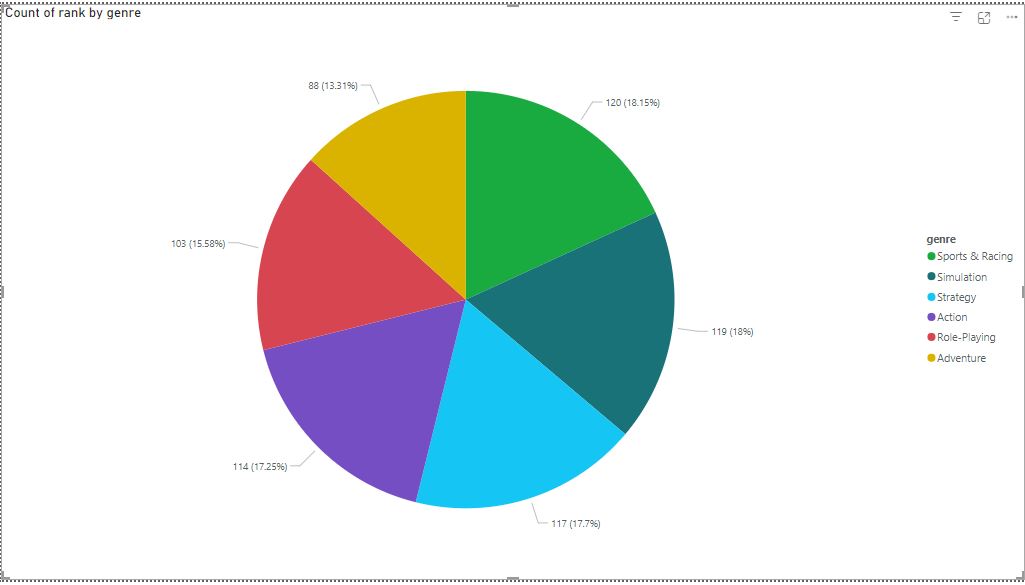 Count of rank by genre
88 (13.31%)
120 (18.15%)
103 (15.58%)
119 (18%)
114 (17.25%)
117 (17.7%)
genre
Sports & Racing
Simulation
Strategy
Action
Role-Playing
Adventure